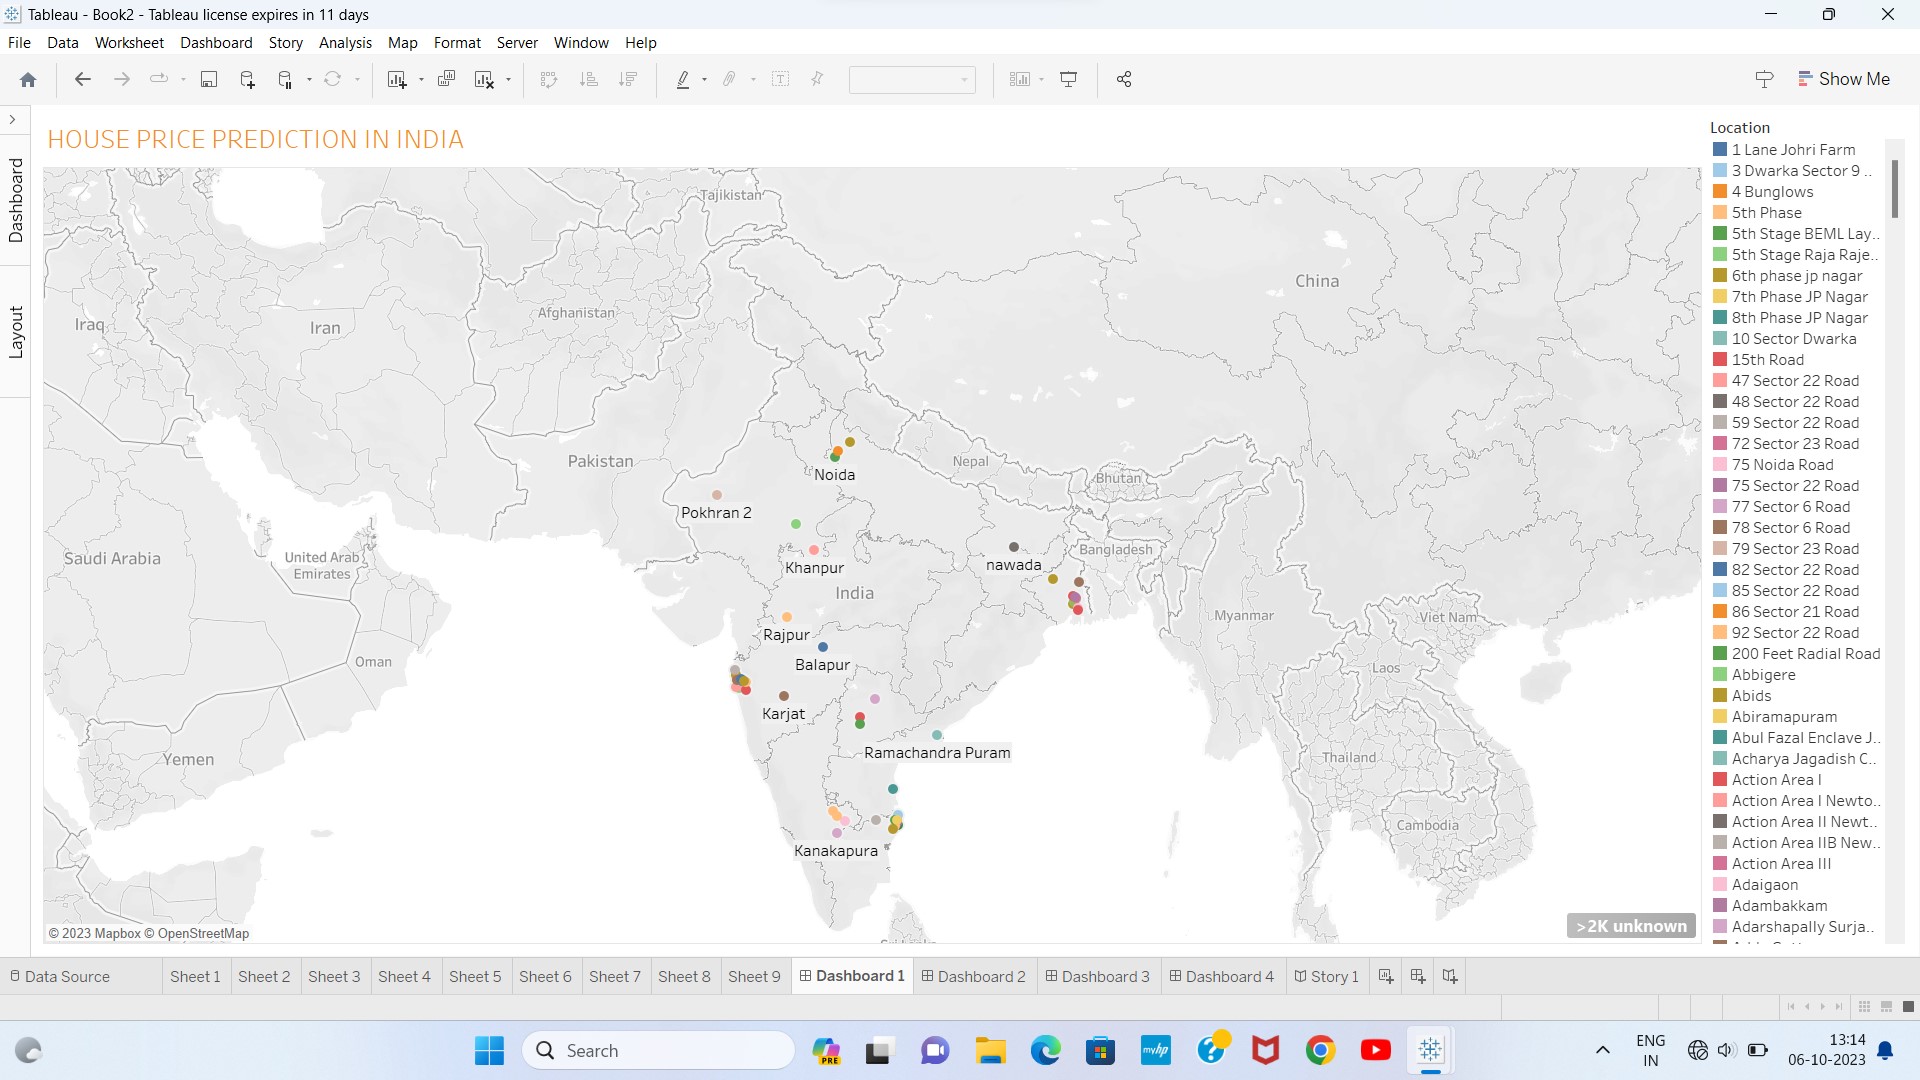 Tableau - Book2 - Tableau license expires in 11 days
File Data Worksheet Dashboard Story Analysis Map Format Server Window Help
Show Me
Dashboard
Layout
HOUSE PRICE PREDICTION IN INDIA
Tajikistan
China
Afghanistan
Iraq
Iran
Pakistan
Noida
Nepal
Bhutan
Pokhran 2
Saudi Arabia
United Arab
Emirates
Khanpur
nawada
Bangladesh
India
Myanmar
Viet Nam
Rajpur
Balapur
Oman
Laos
Karjat
Ramachandra Puram
Yemen
Thailand
Cambodia
Kanakapura
© 2023 Mapbox © OpenStreetMap
>2K unknown
Location
1 Lane Johri Farm
3 Dwarka Sector 9 ..
4 Bunglows
5th Phase
5th Stage BEML Lay..
5th Stage Raja Raje..
6th phase jp nagar
7th Phase JP Nagar
8th Phase JP Nagar
10 Sector Dwarka
15th Road
47 Sector 22 Road
48 Sector 22 Road
59 Sector 22 Road
72 Sector 23 Road
75 Noida Road
75 Sector 22 Road
77 Sector 6 Road
78 Sector 6 Road
79 Sector 23 Road
82 Sector 22 Road
85 Sector 22 Road
86 Sector 21 Road
92 Sector 22 Road
200 Feet Radial Road
Abbigere
Abids
Abiramapuram
Abul Fazal Enclave J..
Acharya Jagadish C..
Action Area I
Action Area I Newto..
Action Area II Newt..
Action Area IIB New..
Action Area III
Adaigaon
Adambakkam
Adarshapally Surja..
Data Source Sheet 1 Sheet 2 Sheet 3 Sheet 4 Sheet 5 Sheet 6 Sheet 7 Sheet 8 Sheet 9 Dashboard 1 Dashboard 2 Dashboard 3 Dashboard 4 Story 1
Search
PRE
myhp
ENG
IN
13:14
06-10-2023